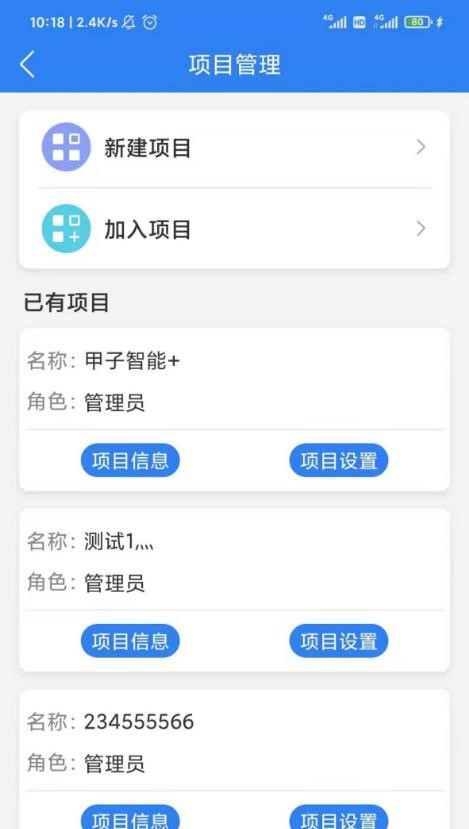 10:18 | 2.4K/s 4G HD 4G 80
项目管理
新建项目
加入项目
已有项目
名称：甲子智能+
角色：管理员
项目信息 项目设置
名称：测试1,,,,
角色：管理员
项目信息 项目设置
名称：234555566
角色：管理员
项目信息 项目设置